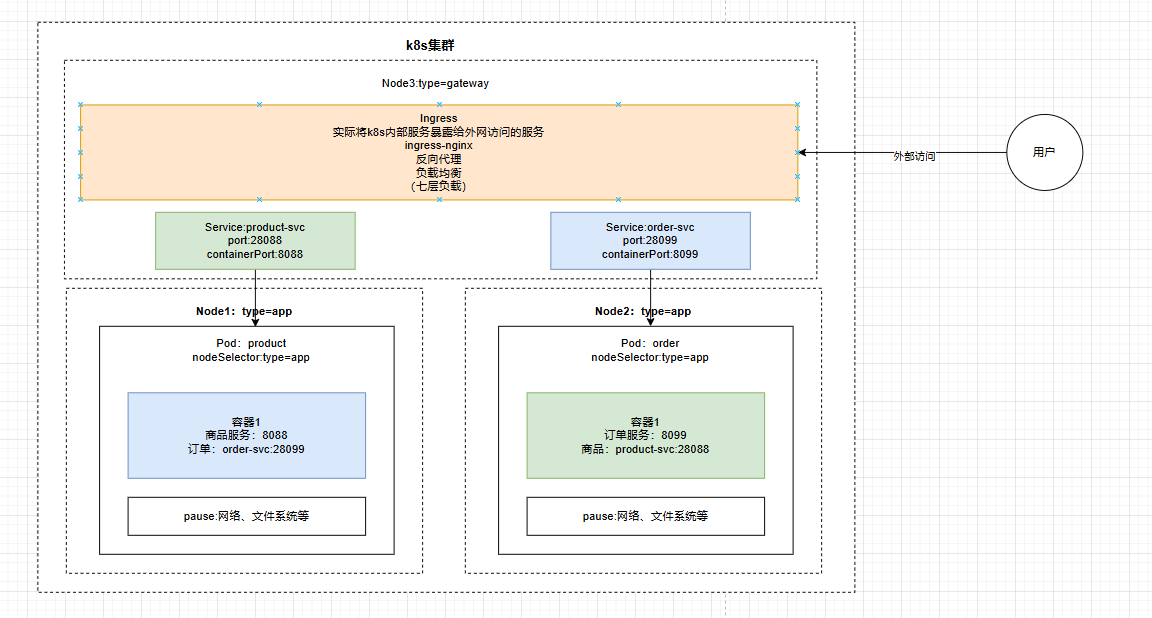 k8s集群
Node3:type=gateway
Ingress
实际将k8s内部服务暴露给外网访问的服务
ingress-nginx
反向代理
负载均衡
（七层负载）
外部访问
用户
Service:product-svc
port:28088
containerPort:8088
Service:order-svc
port:28099
containerPort:8099
Node1：type=app
Pod：product
nodeSelector:type=app
容器1
商品服务：8088
订单：order-svc:28099
pause:网络、文件系统等
Node2：type=app
Pod：order
nodeSelector:type=app
容器1
订单服务：8099
商品：product-svc:28088
pause:网络、文件系统等